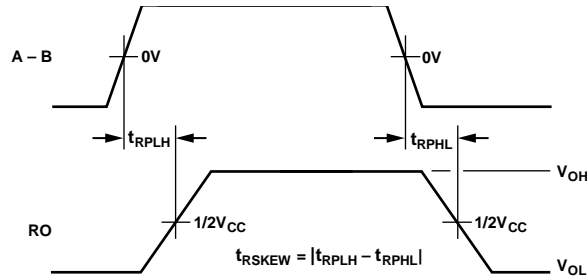 A – B
0V
0V
tRPLH
tRPHL
VOH
RO
1/2VCC
1/2VCC
tRSKEW = |tRPLH – tRPHL|
VOL